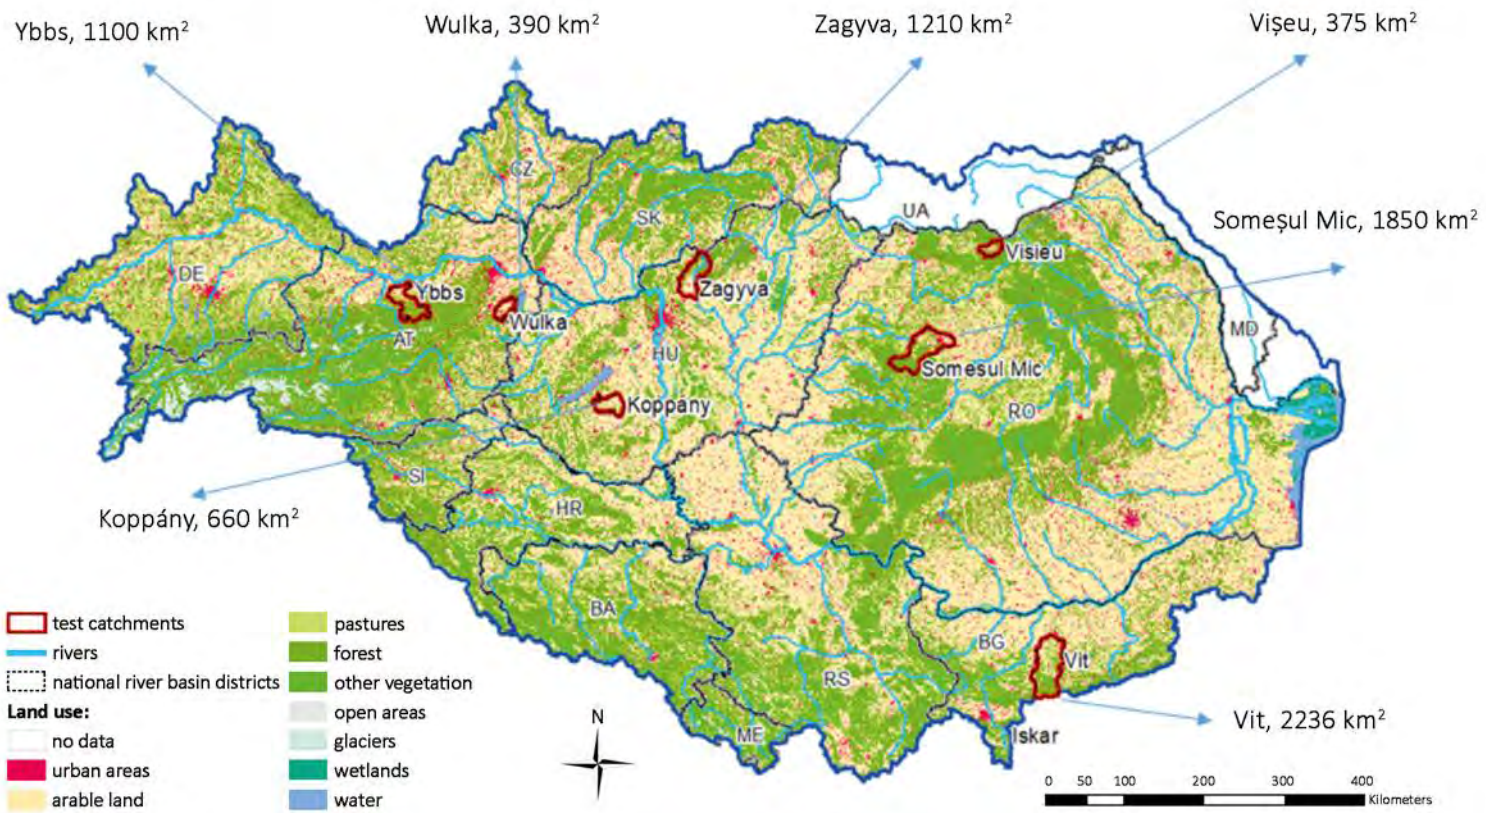 Ybbs, 1100 km²
Wulka, 390 km²
Zagyva, 1210 km²
Vișeu, 375 km²
Someșul Mic, 1850 km²
CZ
SK
UA
Visieu
DE
Ybbs
Zagyva
Wulka
MD
AT
HU
Somesul Mic
Koppány
RO
SI
HR
Koppány, 660 km²
BA
BG
Vit
RS
ME
Iskar
Vit, 2236 km²
test catchments
rivers
national river basin districts
Land use:
no data
urban areas
arable land
pastures
forest
other vegetation
open areas
glaciers
wetlands
water
N
0 50 100 200 300 400
Kilometers